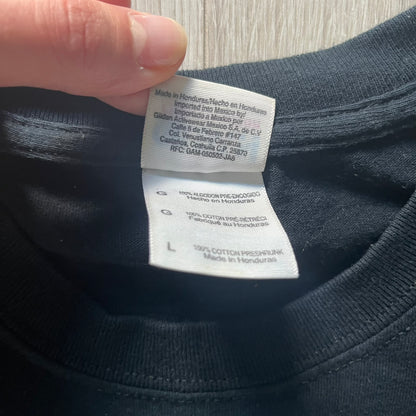 Made in Honduras/Hecho en Honduras
Imported into Mexico by/
Importado a Mexico por
Gildan Activewear Mexico S.A. de C.V
Calle 5 de Febrero #147
Col. Venustiano Carranza
Castaños, Coahuila C.P. 25870
RFC: GAM-050503-JA6
G 100% ALGODON PRE-ENCOGIDO
Hecho en Honduras
G 100% COTON PRÉ-RÉTRÉCI
Fabriqué au Honduras
L 100% COTTON PRESHRUNK
Made in Honduras